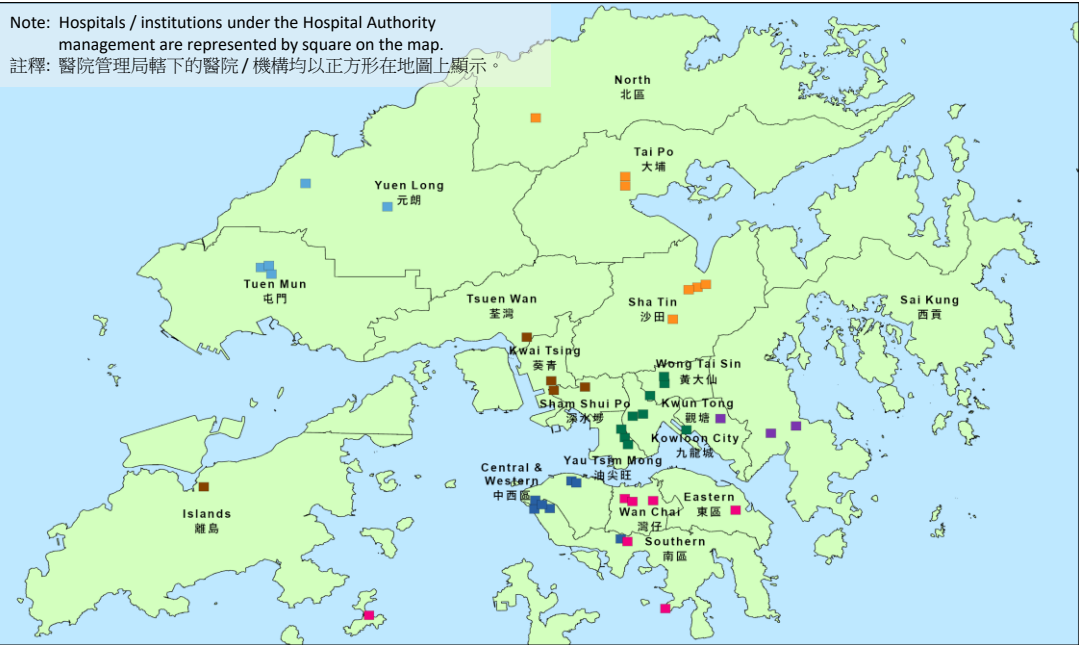 Note: Hospitals / institutions under the Hospital Authority
management are represented by square on the map.
註釋: 醫院管理局轄下的醫院 / 機構均以正方形在地圖上顯示。
North
北區
Tai Po
大埔
Yuen Long
元朗
Tuen Mun
屯門
Tsuen Wan
荃灣
Sha Tin
沙田
Sai Kung
西貢
Kwai Tsing
葵青
Wong Tai Sin
黃大仙
Sham Shui Po
深水埗
Kwun Tong
觀塘
Kowloon City
九龍城
Yau Tsim Mong
油尖旺
Central &
Western
中西區
Islands
離島
Wan Chai
灣仔
Eastern
東區
Southern
南區